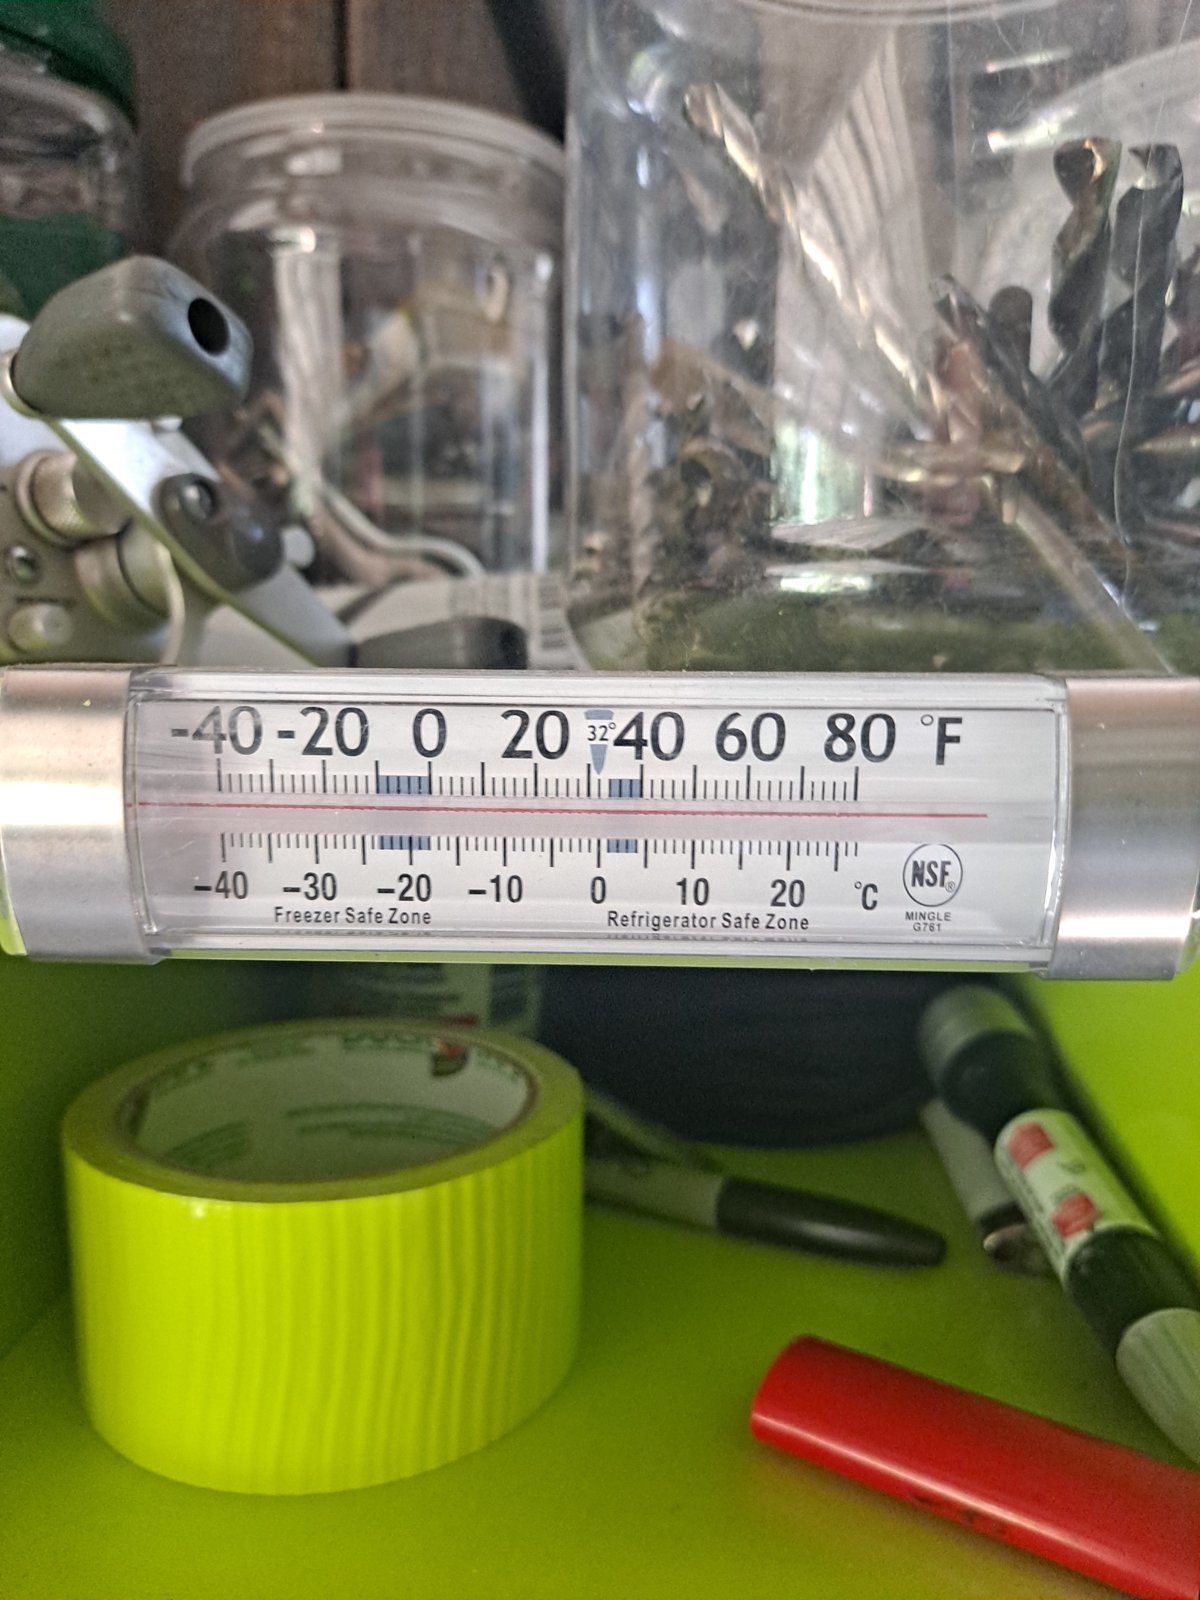 -40 -20 0 20 32° 40 60 80 °F
-40 -30 -20 -10 0 10 20 °C
Freezer Safe Zone Refrigerator Safe Zone
NSF®
MINGLE
G761